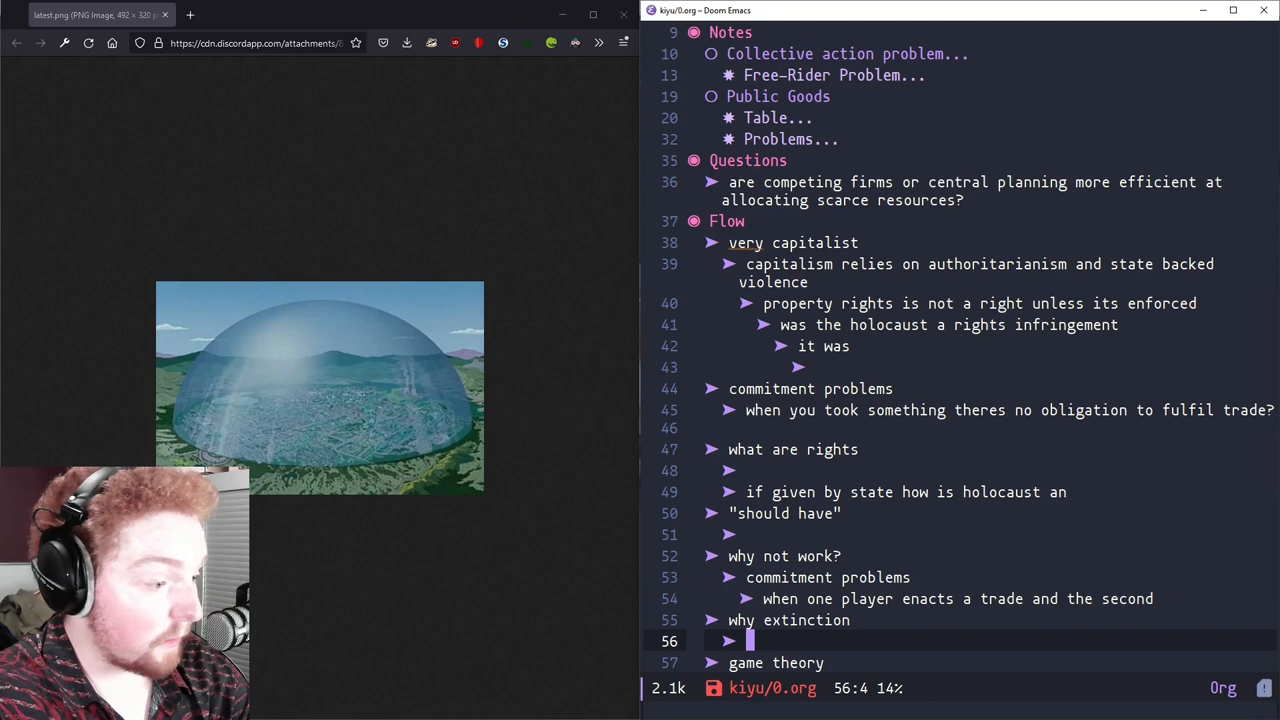 latest.png (PNG Image, 492 × 320 p
https://cdn.discordapp.com/attachments/8
kiyu/0.org – Doom Emacs
9 Notes
10 Collective action problem...
13 Free-Rider Problem...
19 Public Goods
20 Table...
32 Problems...
35 Questions
36 are competing firms or central planning more efficient at
allocating scarce resources?
37 Flow
38 very capitalist
39 capitalism relies on authoritarianism and state backed
violence
40 property rights is not a right unless its enforced
41 was the holocaust a rights infringement
42 it was
43
44 commitment problems
45 when you took something theres no obligation to fulfil trade?
46
47 what are rights
48
49 if given by state how is holocaust an
50 "should have"
51
52 why not work?
53 commitment problems
54 when one player enacts a trade and the second
55 why extinction
56
57 game theory
2.1k kiyu/0.org 56:4 14% Org